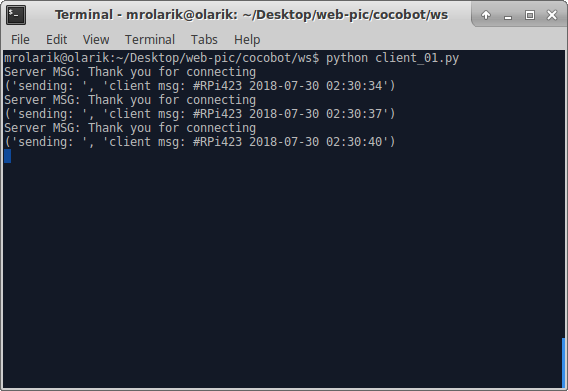 Terminal - mrolarik@olarik: ~/Desktop/web-pic/cocobot/ws
File Edit View Terminal Tabs Help
mrolarik@olarik:~/Desktop/web-pic/cocobot/ws$ python client_01.py
Server MSG: Thank you for connecting
('sending: ', 'client msg: #RPi423 2018-07-30 02:30:34')
Server MSG: Thank you for connecting
('sending: ', 'client msg: #RPi423 2018-07-30 02:30:37')
Server MSG: Thank you for connecting
('sending: ', 'client msg: #RPi423 2018-07-30 02:30:40')